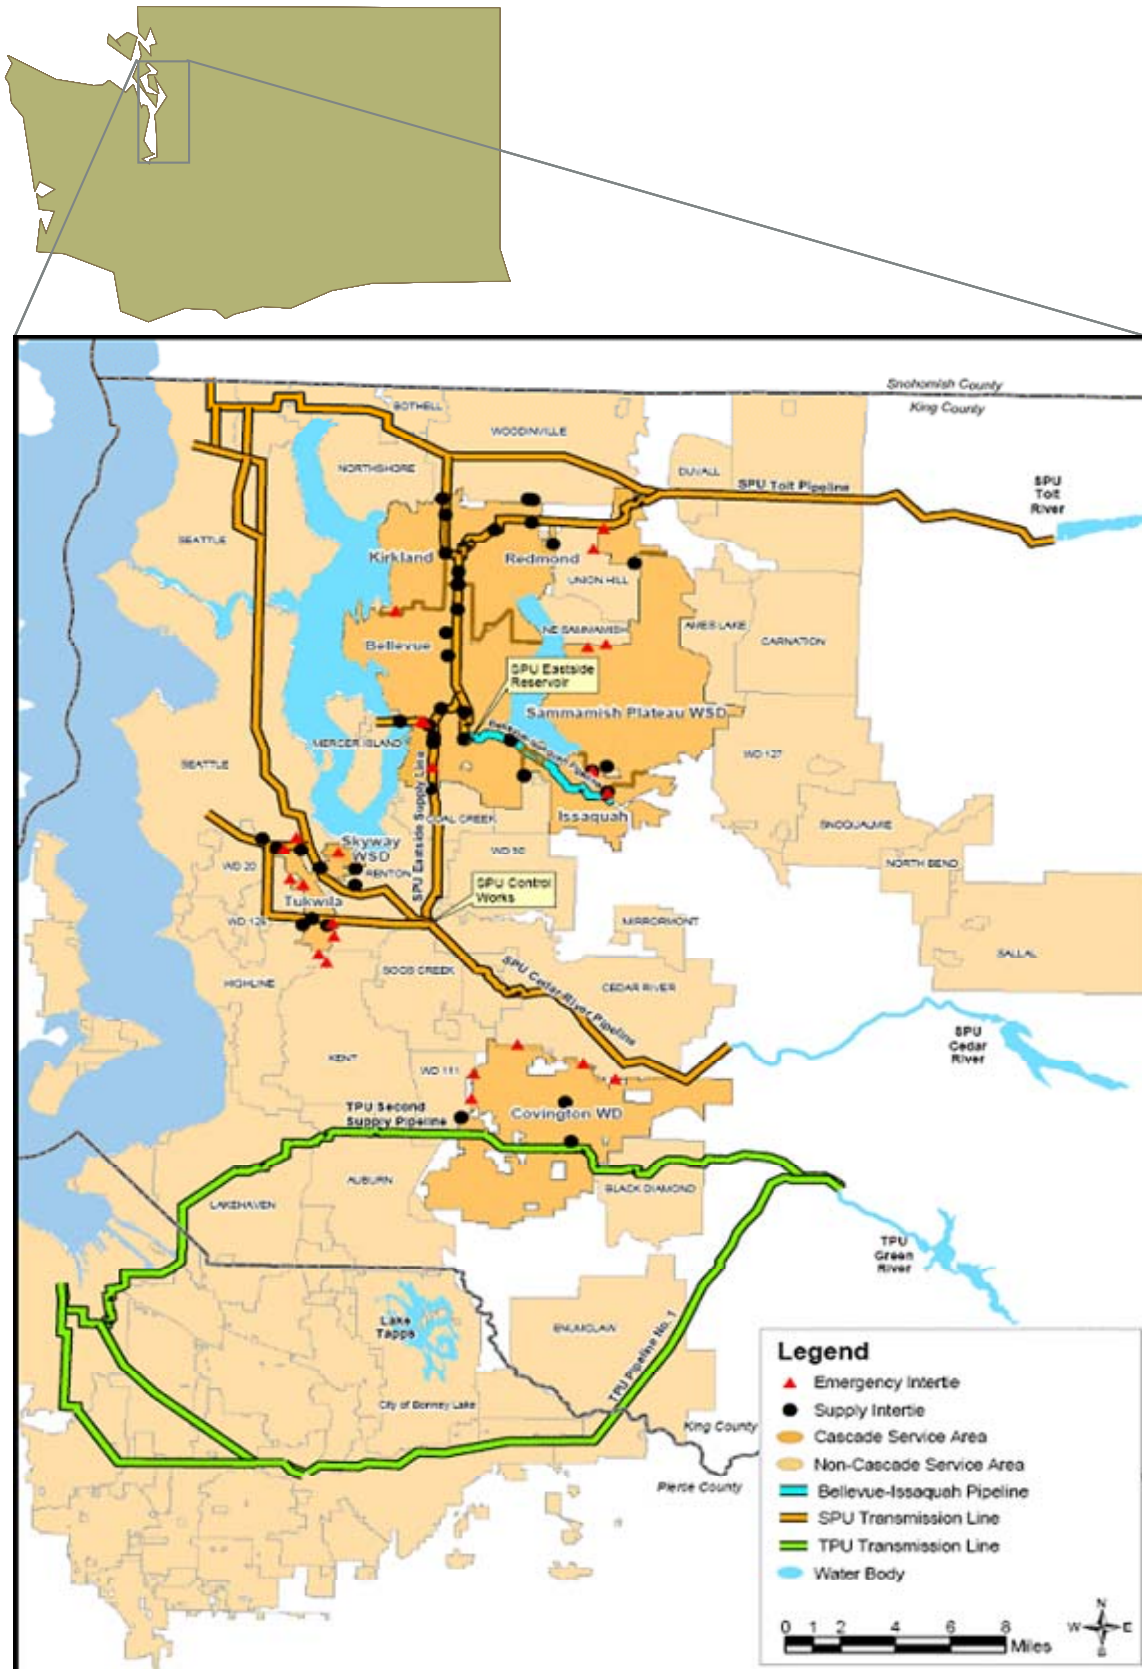 Snohomish County
King County
BOTHELL
WOODINVILLE
NORTHSHORE
DUVALL
SPU Tolt Pipeline
SPU
Tolt
River
SEATTLE
Kirkland
Redmond
UNION HILL
NE SAMMAMISH
AMES LAKE
CARNATION
Bellevue
SPU Eastside
Reservoir
Sammamish Plateau WSD
MERCER ISLAND
Bellevue-Issaquah Pipeline
WD 127
SEATTLE
SPU Eastside Supply Line
COAL CREEK
Issaquah
SNOQUALMIE
NORTH BEND
Skyway
WSD
WD 90
WD 20
RENTON
SPU Control
Works
Tukwila
WD 125
MIRRORMONT
SALLAL
HIGHLINE
SOOS CREEK
SPU Cedar River Pipeline
CEDAR RIVER
SPU
Cedar
River
KENT
WD 111
TPU Second
Supply Pipeline
Covington WD
AUBURN
LAKEHAVEN
BLACK DIAMOND
TPU
Green
River
Lake
Tapps
ENUMCLAW
TPU Pipeline No. 1
City of Bonney Lake
King County
Pierce County
Legend
Emergency Intertie
Supply Intertie
Cascade Service Area
Non-Cascade Service Area
Bellevue-Issaquah Pipeline
SPU Transmission Line
TPU Transmission Line
Water Body
N
W E
S
0 1 2 4 6 8
Miles